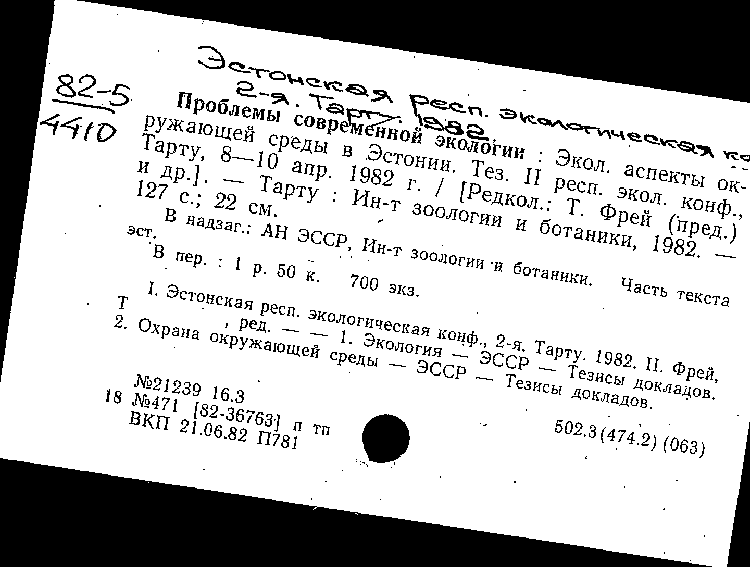 Эстонская респ. экологическая ко
2-я. Тарту. 1982.
82-5
4410
Проблемы современной экологии : Экол. аспекты ок-
ружающей среды в Эстонии. Тез. II респ. экол. конф.,
Тарту, 8—10 апр. 1982 г. / [Редкол.: Т. Фрей (пред.)
и др.]. — Тарту : Ин-т зоологии и ботаники, 1982. —
127 с.; 22 см.
В надзаг.: АН ЭССР, Ин-т зоологии и ботаники. Часть текста
эст.
В пер. : 1 р. 50 к. 700 экз.
I. Эстонская респ. экологическая конф., 2-я. Тарту. 1982. II. Фрей,
Т , ред. — — 1. Экология — ЭССР — Тезисы докладов.
2. Охрана окружающей среды — ЭССР — Тезисы докладов.
№21239 16.3
18 №471 [82-36763] п тп
ВКП 21.06.82 П781
502.3(474.2)(063)